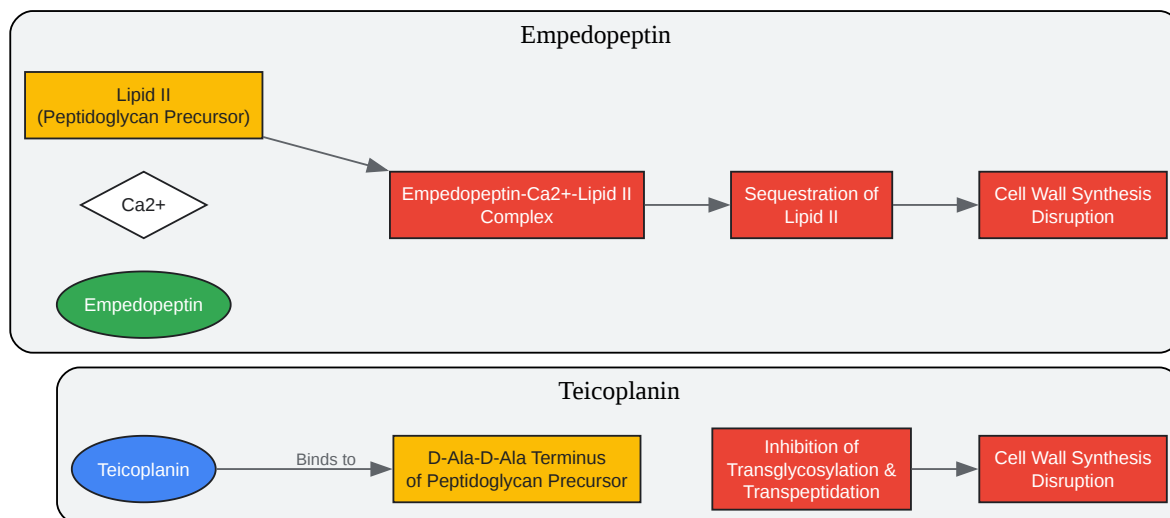 Empedopeptin
Lipid II
(Peptidoglycan Precursor)
Ca2+
Empedopeptin-Ca2+-Lipid II
Complex
Sequestration of
Lipid II
Cell Wall Synthesis
Disruption
Empedopeptin
Teicoplanin
Teicoplanin
Binds to
D-Ala-D-Ala Terminus
of Peptidoglycan Precursor
Inhibition of
Transglycosylation &
Transpeptidation
Cell Wall Synthesis
Disruption